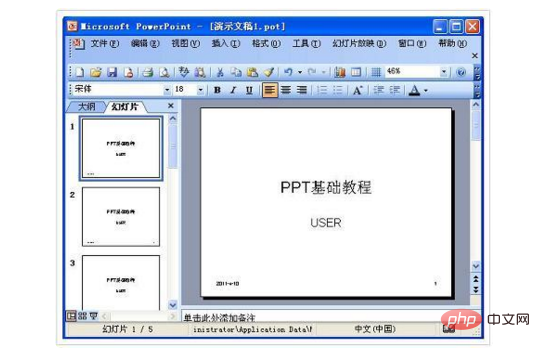 Microsoft PowerPoint - [演示文稿1.pot]
文件(F) 编辑(E) 视图(V) 插入(I) 格式(O) 工具(T) 幻灯片放映(D) 窗口(W) 帮助(H)
46%
宋体 18 B I U A A
大纲 幻灯片
1
PPT基础教程
USER
2
PPT基础教程
USER
3
PPT基础教程
USER
PPT基础教程
USER
2011-4-10 1
单击此处添加备注
幻灯片 1 / 5 inistrator\Application Data\M 中文(中国)
php 中文网